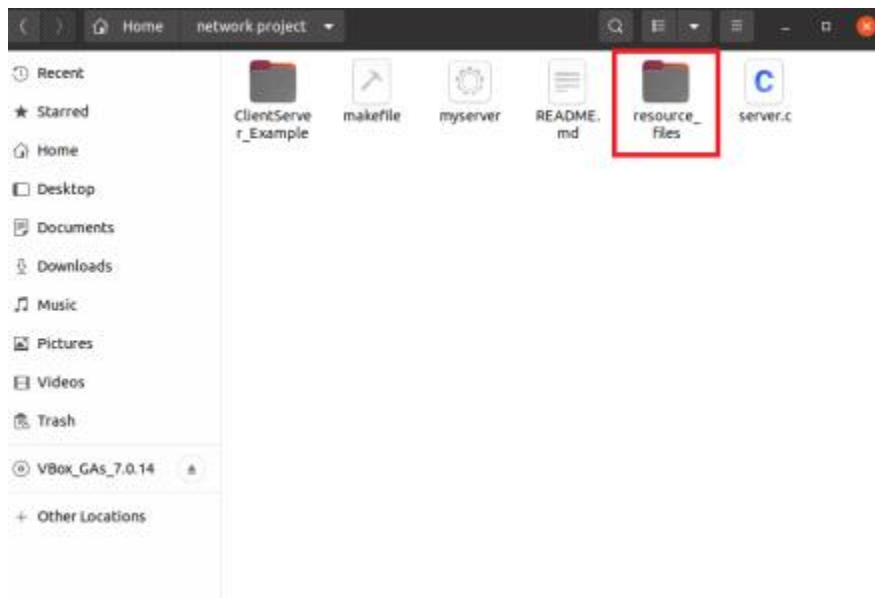 Home network project
Recent
Starred
Home
Desktop
Documents
Downloads
Music
Pictures
Videos
Trash
VBox_GAs_7.0.14
+ Other Locations
ClientServe
r_Example
makefile
myserver
README.
md
resource_
files
C
server.c